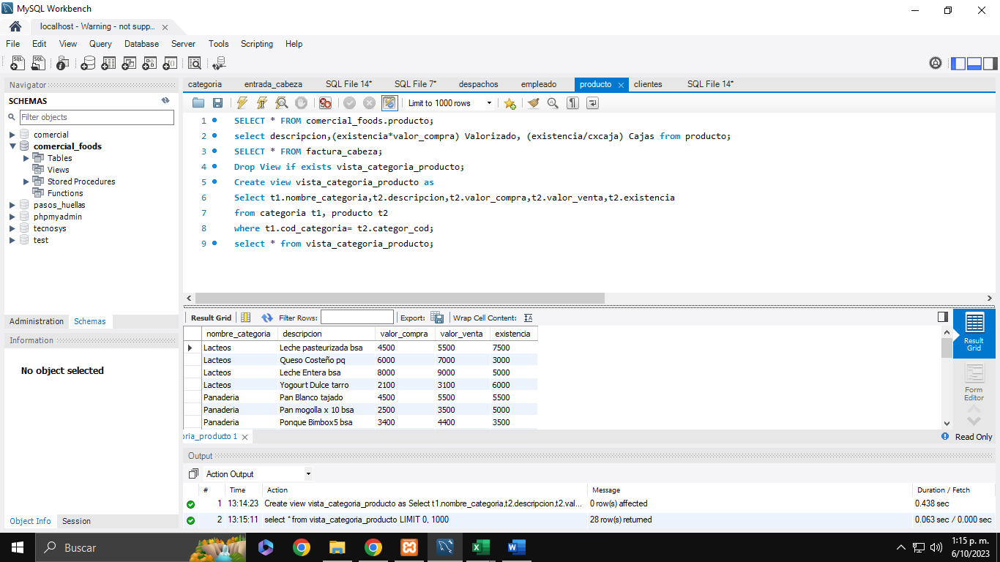 MySQL Workbench
localhost - Warning - not supp...
File Edit View Query Database Server Tools Scripting Help
Navigator
SCHEMAS
Filter objects
comercial
comercial_foods
Tables
Views
Stored Procedures
Functions
pasos_huellas
phpmyadmin
tecnosys
test
Administration Schemas
Information
No object selected
Object Info Session
categoria entrada_cabeza SQL File 14* SQL File 7* despachos empleado producto clientes SQL File 14*
Limit to 1000 rows
1 SELECT * FROM comercial_foods.producto;
2 select descripcion,(existencia*valor_compra) Valorizado, (existencia/cxcaja) Cajas from producto;
3 SELECT * FROM factura_cabeza;
4 Drop View if exists vista_categoria_producto;
5 Create view vista_categoria_producto as
6 Select t1.nombre_categoria,t2.descripcion,t2.valor_compra,t2.valor_venta,t2.existencia
7 from categoria t1, producto t2
8 where t1.cod_categoria= t2.categor_cod;
9 select * from vista_categoria_producto;
Result Grid Filter Rows: Export: Wrap Cell Content:
nombre_categoria descripcion valor_compra valor_venta existencia
Lacteos Leche pasteurizada bsa 4500 5500 7500
Lacteos Queso Costeño pq 6000 7000 3000
Lacteos Leche Entera bsa 8000 9000 5000
Lacteos Yogourt Dulce tarro 2100 3100 6000
Panaderia Pan Blanco tajado 4500 5500 5500
Panaderia Pan mogolla x 10 bsa 2500 3500 5000
Panaderia Ponque Bimbox5 bsa 3400 4400 3500
Result Grid
Form Editor
oria_producto 1
Read Only
Output
Action Output
# Time Action Message Duration / Fetch
1 13:14:23 Create view vista_categoria_producto as Select t1.nombre_categoria,t2.descripcion,t2.val... 0 row(s) affected 0.438 sec
2 13:15:11 select * from vista_categoria_producto LIMIT 0, 1000 28 row(s) returned 0.063 sec / 0.000 sec
Buscar
1:15 p. m.
6/10/2023